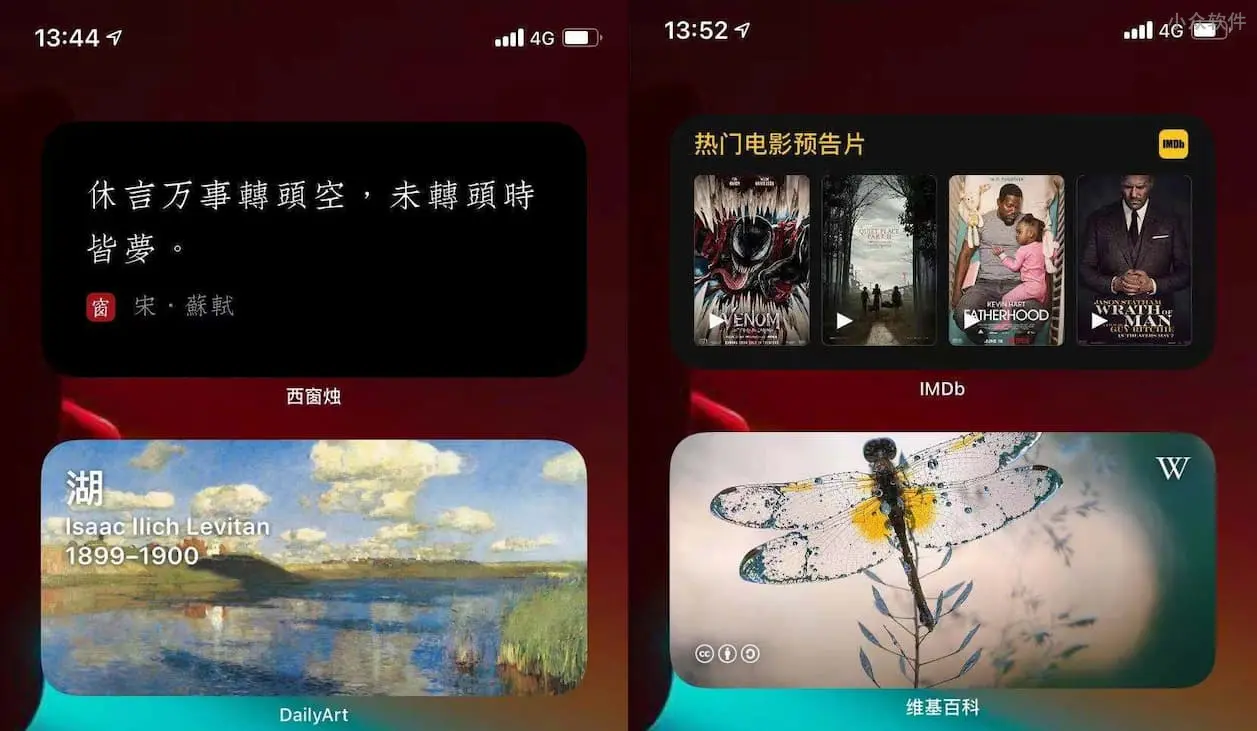 13:44
4G
休言万事轉頭空，未轉頭時
皆夢。
窗
宋·蘇軾
西窗烛
湖
Isaac Ilich Levitan
1899–1900
DailyArt
13:52
4G
小众软件
热门电影预告片
IMDb
VENOM
QUIET PLACE
PART II
KEVIN HART
FATHERHOOD
JASON STATHAM
WRATH OF
MAN
GUY RITCHIE
IMDb
W
cc
维基百科